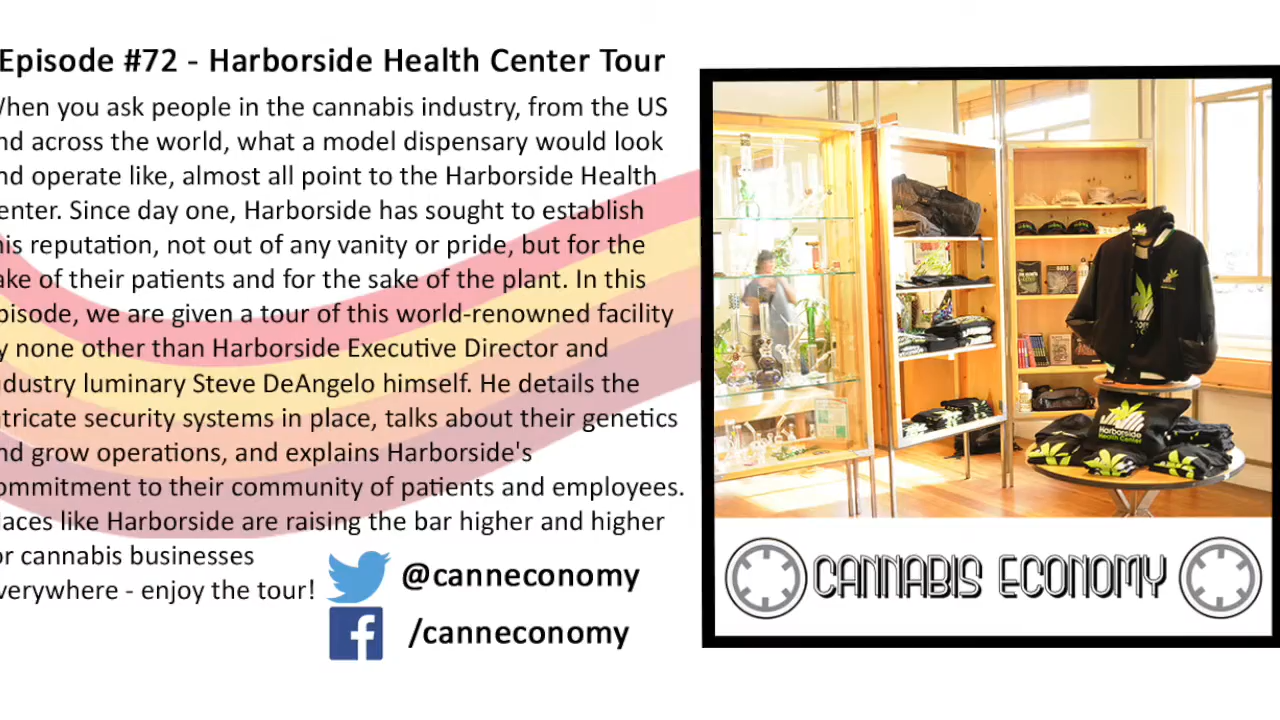 Episode #72 - Harborside Health Center Tour
hen you ask people in the cannabis industry, from the US
nd across the world, what a model dispensary would look
nd operate like, almost all point to the Harborside Health
enter. Since day one, Harborside has sought to establish
his reputation, not out of any vanity or pride, but for the
ake of their patients and for the sake of the plant. In this
pisode, we are given a tour of this world-renowned facility
y none other than Harborside Executive Director and
ndustry luminary Steve DeAngelo himself. He details the
ntricate security systems in place, talks about their genetics
nd grow operations, and explains Harborside's
ommitment to their community of patients and employees.
laces like Harborside are raising the bar higher and higher
or cannabis businesses
verywhere - enjoy the tour!
@canneconomy
/canneconomy
Harborside
Health Center
CANNABIS ECONOMY